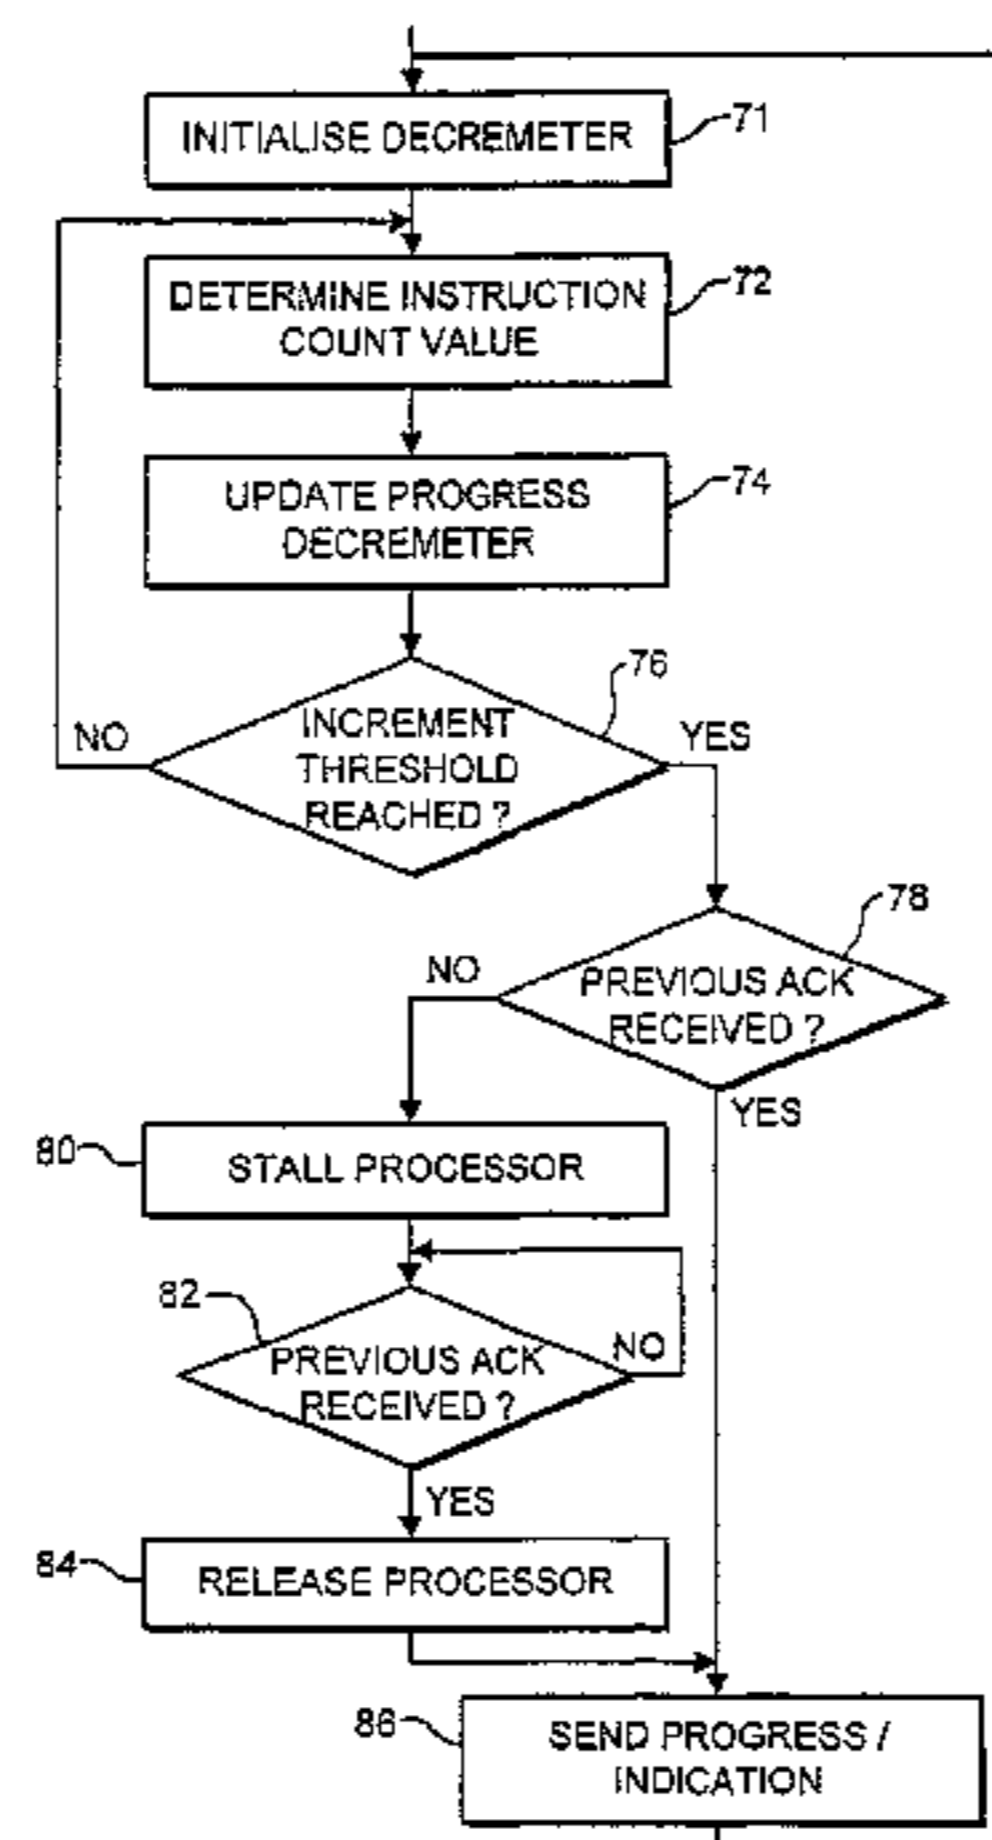 INITIALISE DECREMETER
71
DETERMINE INSTRUCTION
COUNT VALUE
72
UPDATE PROGRESS
DECREMETER
74
76
INCREMENT
THRESHOLD
REACHED ?
NO
YES
78
PREVIOUS ACK
RECEIVED ?
NO
YES
80
STALL PROCESSOR
82
PREVIOUS ACK
RECEIVED ?
NO
YES
84
RELEASE PROCESSOR
86
SEND PROGRESS /
INDICATION